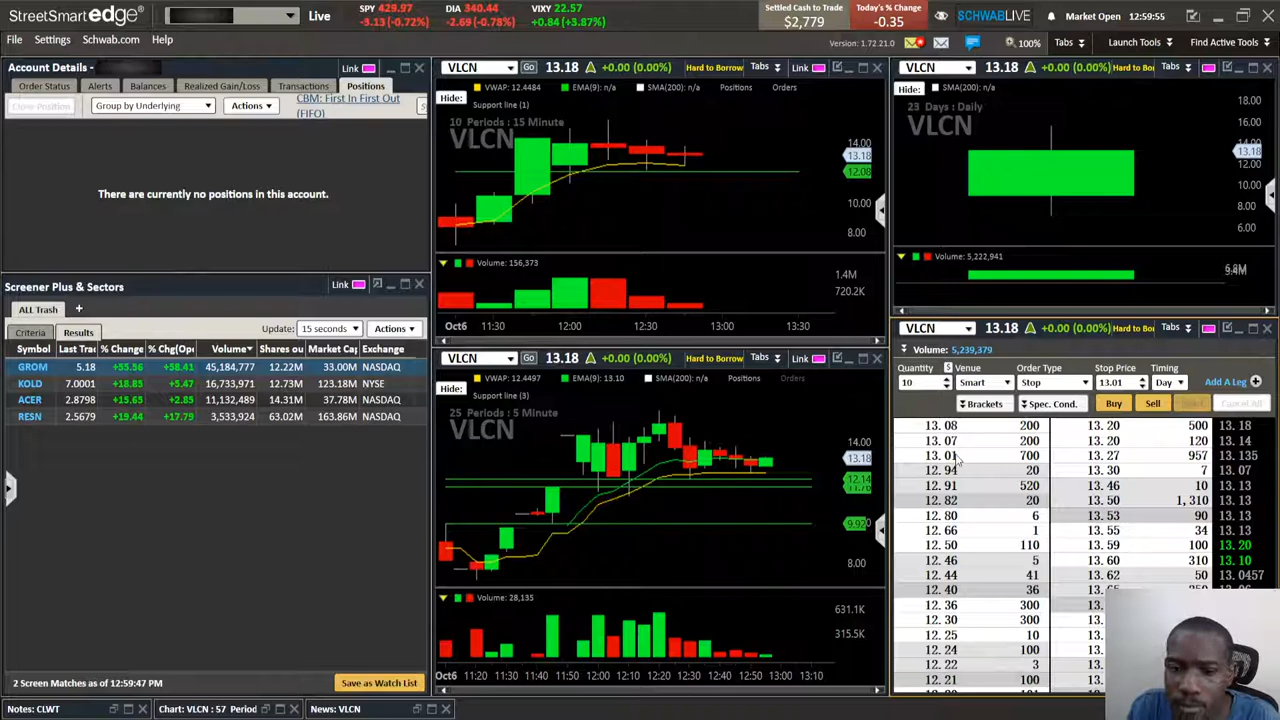 StreetSmart edge® Live SPY 429.97 DIA 340.44 VIXY 22.57 Settled Cash to Trade Today's % Change SCHWABLIVE Market Open 12:59:55
-3.13 (-0.72%) -2.69 (-0.78%) +0.84 (+3.87%) $2,779 -0.35
File Settings Schwab.com Help Version: 1.72.21.0 100% Tabs Launch Tools Find Active Tools
Account Details - Link
Order Status Alerts Balances Realized Gain/Loss Transactions Positions
Close Position Group by Underlying Actions CBM: First In First Out (FIFO)
There are currently no positions in this account.
Screener Plus & Sectors Link
ALL Trash +
Criteria Results Update: 15 seconds Actions
Symbol Last Tra % Change % Chg(Ope Volume Shares ou Market Cap Exchange
GROM 5.18 +55.56 +58.41 45,184,777 12.22M 33.00M NASDAQ
KOLD 7.0001 +18.85 +5.47 16,733,971 12.73M 123.18M NYSE
ACER 2.8798 +15.65 +2.85 11,132,489 14.31M 37.78M NASDAQ
RESN 2.5679 +19.44 +17.79 3,533,924 63.02M 163.86M NASDAQ
2 Screen Matches as of 12:59:47 PM Save as Watch List
Notes: CLWT Chart: VLCN : 57 Period News: VLCN
VLCN Go 13.18 +0.00 (0.00%) Hard to Borrow Tabs Link
Hide: VWAP: 12.4484 EMA(9): n/a SMA(200): n/a Positions Orders
Support line (1)
10 Periods : 15 Minute
VLCN
14.00
13.18
12.08
10.00
8.00
Volume: 156,373
1.4M
720.2K
Oct6 11:30 12:00 12:30 13:00 13:30
VLCN Go 13.18 +0.00 (0.00%) Hard to Borrow Tabs Link
Hide: VWAP: 12.4497 EMA(9): 13.10 SMA(200): n/a Positions Orders
Support line (3)
25 Periods : 5 Minute
VLCN
14.00
13.18
12.14
9.92
8.00
Volume: 28,135
631.1K
315.5K
Oct6 11:20 11:30 11:40 11:50 12:00 12:10 12:20 12:30 12:40 12:50 13:00 13:10
VLCN 13.18 +0.00 (0.00%) Hard to Bo Tabs
Hide: SMA(200): n/a
23 Days : Daily
VLCN
18.00
16.00
14.00
13.18
12.00
10.00
8.00
6.00
Volume: 5,222,941
VLCN 13.18 +0.00 (0.00%) Hard to Bo Tabs
Volume: 5,239,379
Quantity $ Venue Order Type Stop Price Timing
10 Smart Stop 13.01 Day Add A Leg
Brackets Spec. Cond. Buy Sell Cancel All
13.08 200 13.20 500 13.18
13.07 200 13.20 120 13.14
13.01 700 13.27 957 13.135
12.94 20 13.30 7 13.07
12.91 520 13.46 10 13.13
12.82 20 13.50 1,310 13.13
12.80 6 13.53 90 13.13
12.66 1 13.55 34 13.13
12.50 110 13.59 100 13.20
12.46 5 13.60 310 13.10
12.44 41 13.62 50 13.0457
12.40 36
12.36 300
12.30 300
12.25 10
12.24 100
12.22 3
12.21 100